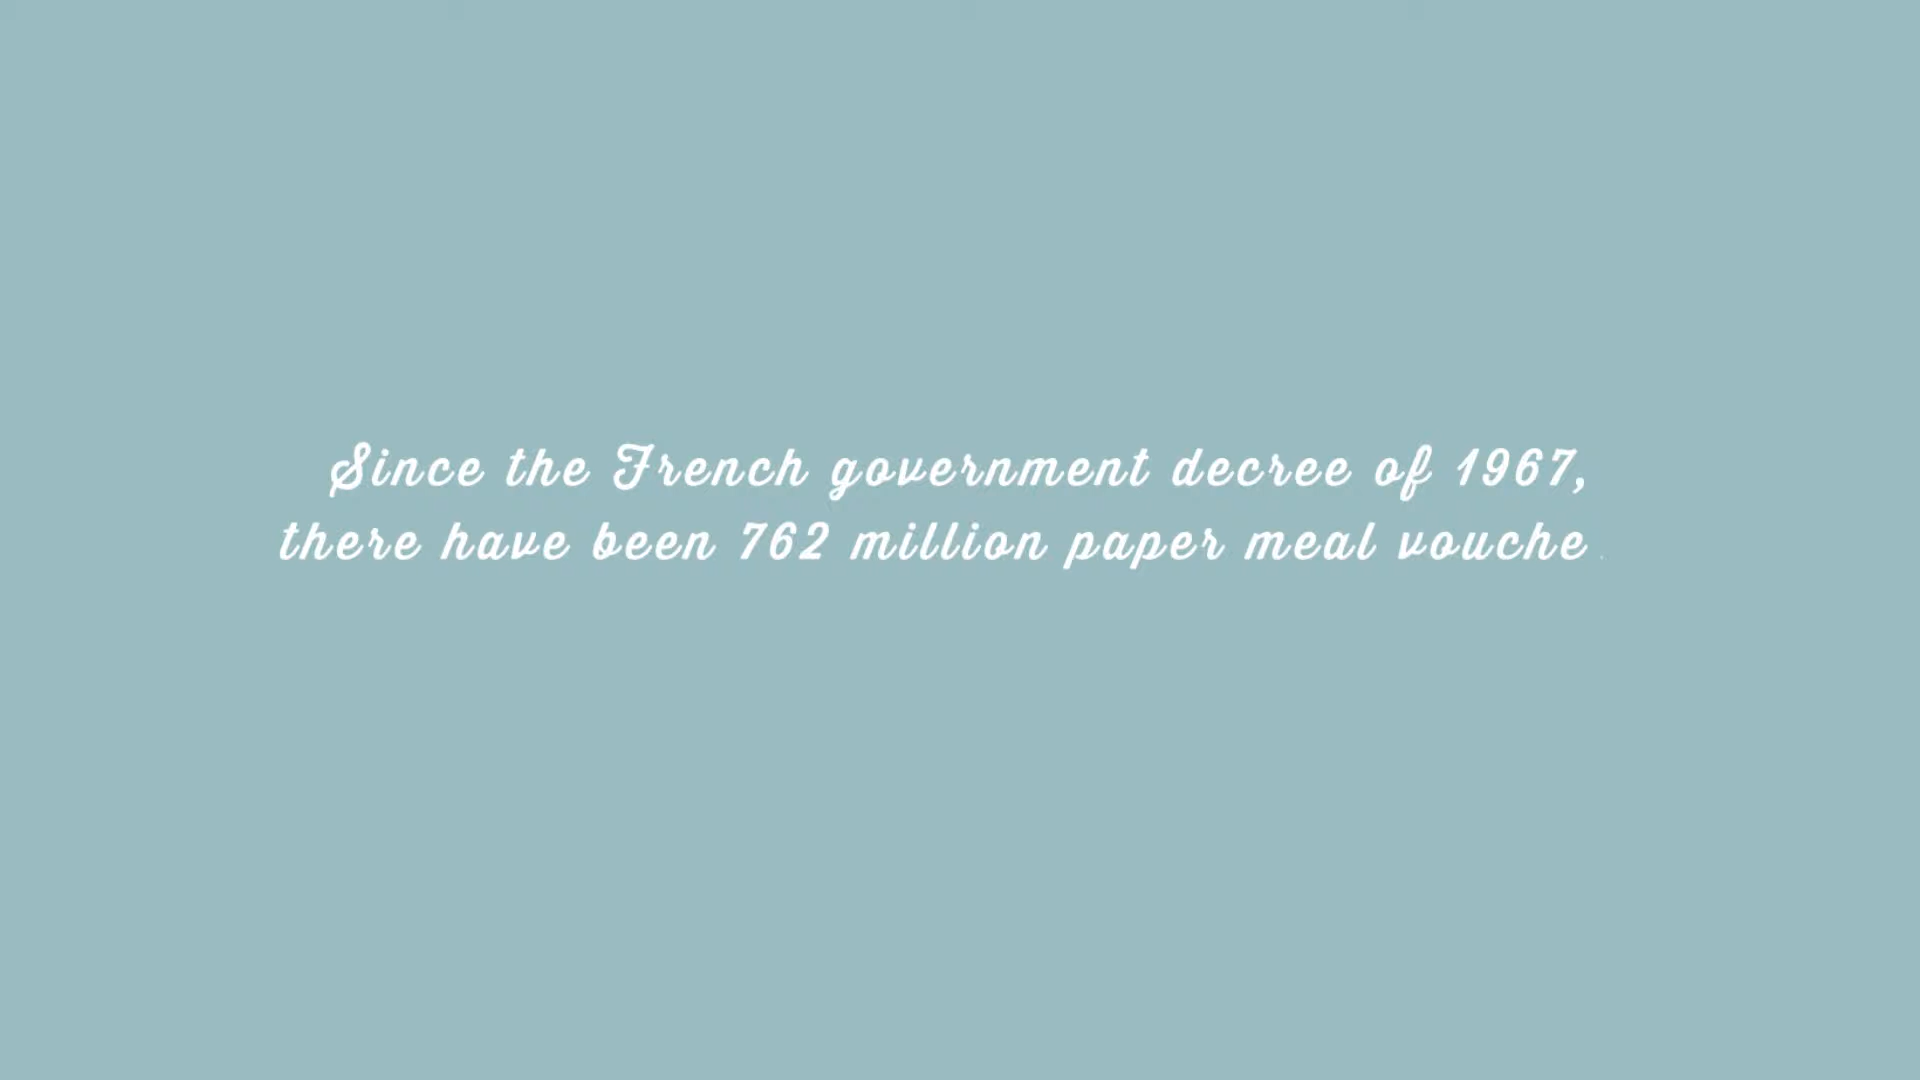 Since the French government decree of 1967,
there have been 762 million paper meal vouche